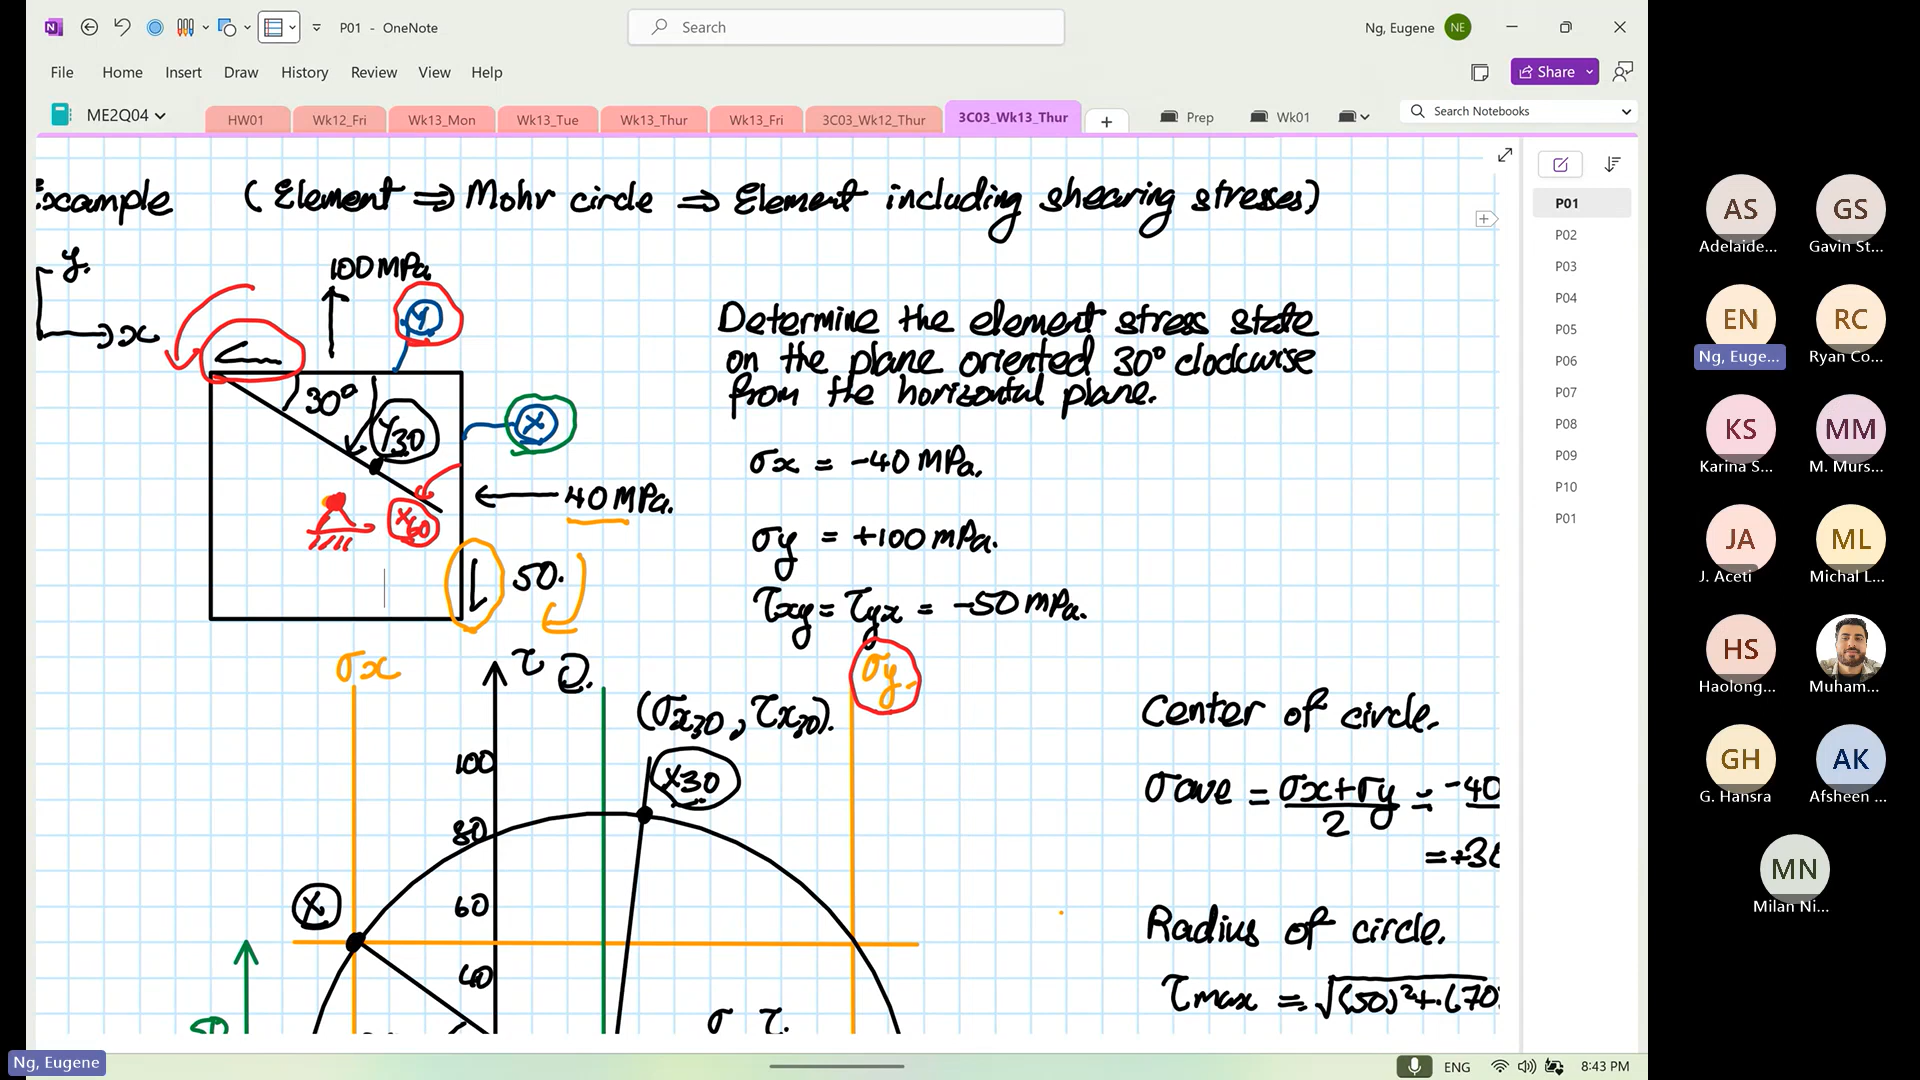 P01 - OneNote
Search
Ng, Eugene
NE
File
Home
Insert
Draw
History
Review
View
Help
Share
ME2Q04
HW01
Wk12_Fri
Wk13_Mon
Wk13_Tue
Wk13_Thur
Wk13_Fri
3C03_Wk12_Thur
3C03_Wk13_Thur
+
Prep
Wk01
Search Notebooks
Example (Element ⇒ Mohr circle ⇒ Element including shearing stresses)
y
x
100MPa
Y
30°
Y30
X
X60
40 MPa.
50.
Determine the element stress state
on the plane oriented 30° clockwise
from the horizontal plane.
σx = -40 MPa.
σy = +100 MPa.
τxy = τyx = -50 MPa.
σx
τ
σy
(σx30, τx30).
X30
X
100
80
60
40
50
σ τ
Center of circle.
σave = σx+σy = -40
2
= +30
Radius of circle.
τmax = √(50)²+(70
P01
P02
P03
P04
P05
P06
P07
P08
P09
P10
P01
AS
Adelaide...
GS
Gavin St...
EN
Ng, Euge...
RC
Ryan Co...
KS
Karina S...
MM
M. Murs...
JA
J. Aceti
ML
Michal L...
HS
Haolong...
Muham...
GH
G. Hansra
AK
Afsheen ...
MN
Milan Ni...
Ng, Eugene
ENG
8:43 PM